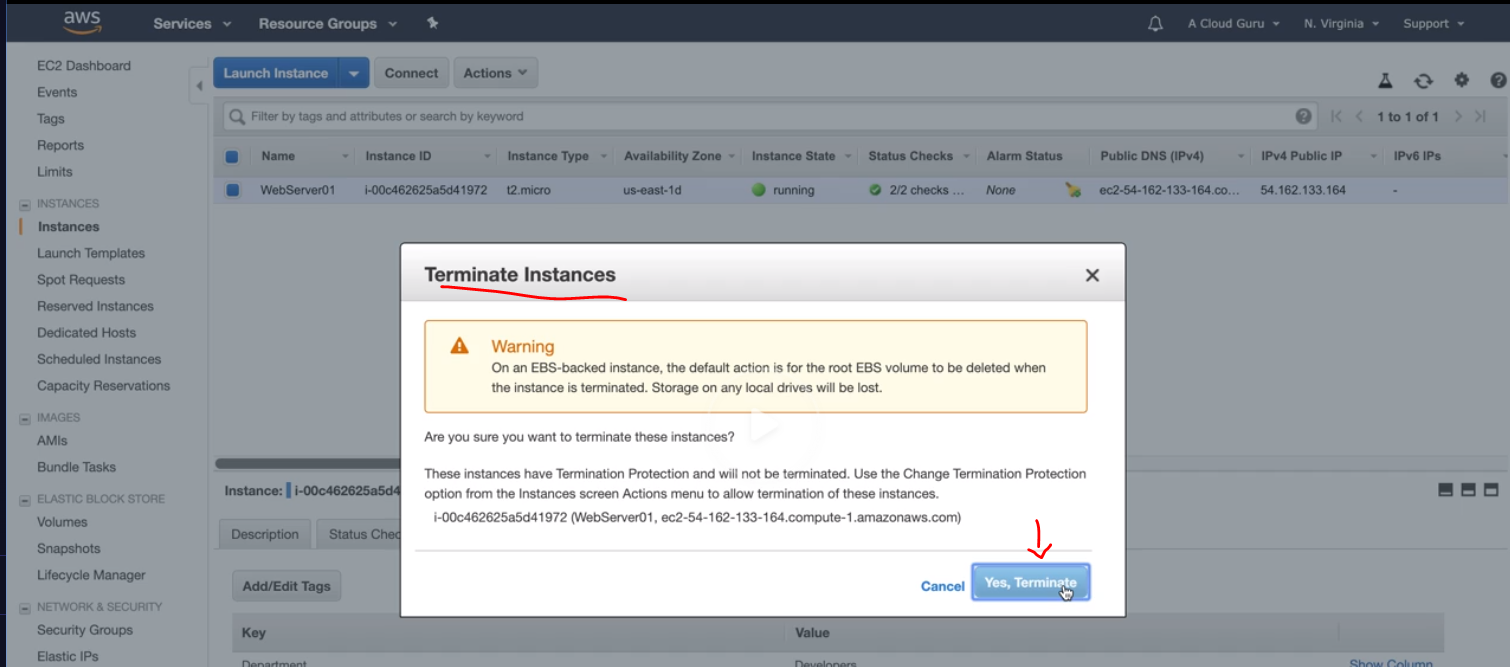 aws Services Resource Groups A Cloud Guru N. Virginia Support
EC2 Dashboard
Events
Tags
Reports
Limits
INSTANCES
Instances
Launch Templates
Spot Requests
Reserved Instances
Dedicated Hosts
Scheduled Instances
Capacity Reservations
IMAGES
AMIs
Bundle Tasks
ELASTIC BLOCK STORE
Volumes
Snapshots
Lifecycle Manager
NETWORK & SECURITY
Security Groups
Elastic IPs
Launch Instance Connect Actions
Filter by tags and attributes or search by keyword 1 to 1 of 1
Name Instance ID Instance Type Availability Zone Instance State Status Checks Alarm Status Public DNS (IPv4) IPv4 Public IP IPv6 IPs
WebServer01 i-00c462625a5d41972 t2.micro us-east-1d running 2/2 checks ... None ec2-54-162-133-164.co... 54.162.133.164 -
Terminate Instances
Warning
On an EBS-backed instance, the default action is for the root EBS volume to be deleted when
the instance is terminated. Storage on any local drives will be lost.
Are you sure you want to terminate these instances?
These instances have Termination Protection and will not be terminated. Use the Change Termination Protection
option from the Instances screen Actions menu to allow termination of these instances.
i-00c462625a5d41972 (WebServer01, ec2-54-162-133-164.compute-1.amazonaws.com)
Cancel Yes, Terminate
Instance: i-00c462625a5d4
Description Status Chec
Add/Edit Tags
Key Value
Department Developers Show Column